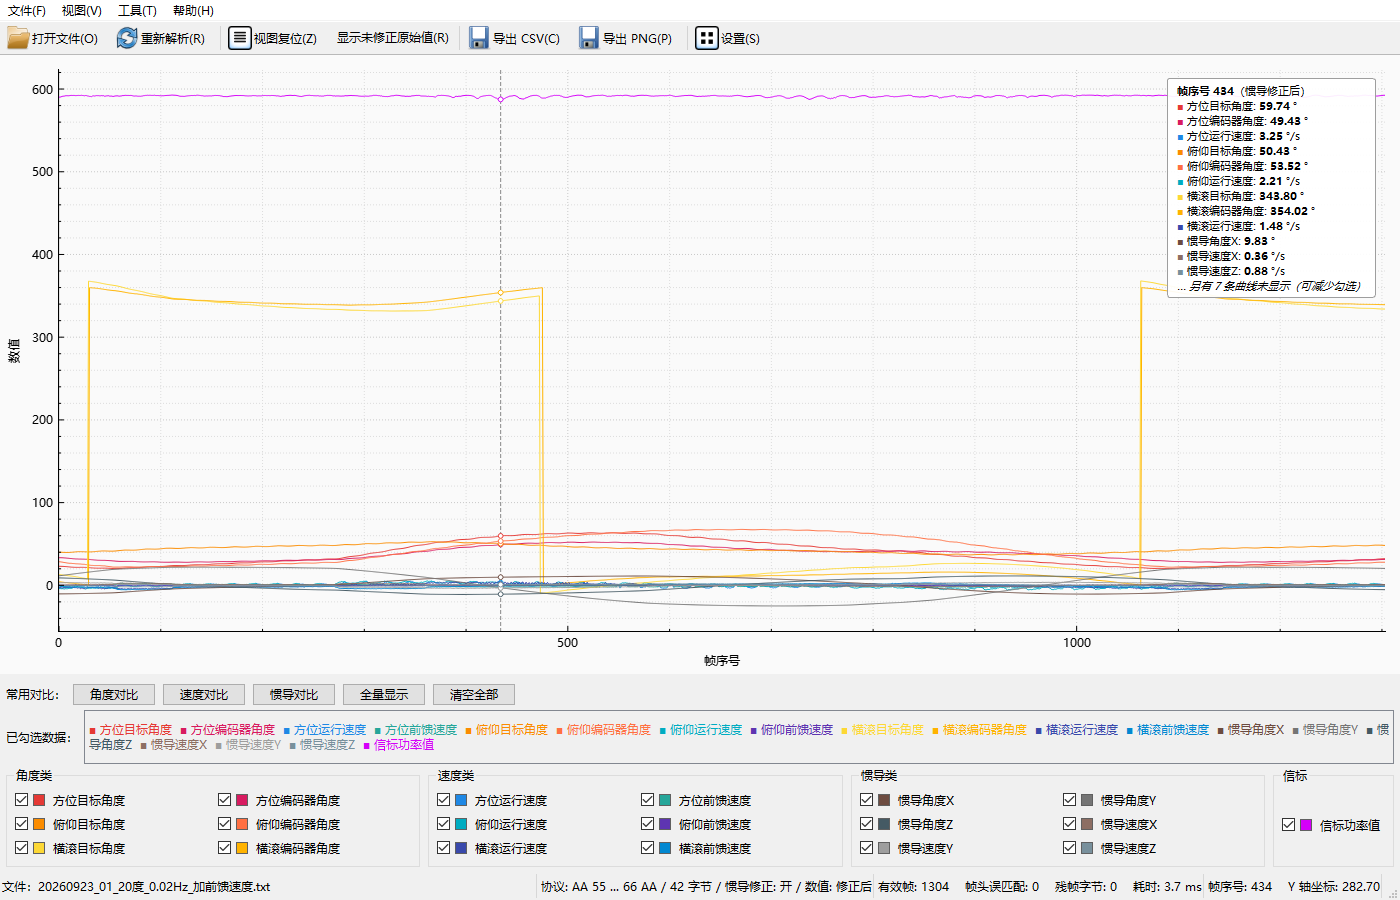 文件(F) 视图(V) 工具(T) 帮助(H)
打开文件(O) 重新解析(R) 视图复位(Z) 显示未修正原始值(R) 导出 CSV(C) 导出 PNG(P) 设置(S)
600
500
400
300
200
100
0
数值
0 500 1000
帧序号
帧序号 434（惯导修正后）
方位目标角度: 59.74 °
方位编码器角度: 49.43 °
方位运行速度: 3.25 °/s
俯仰目标角度: 50.43 °
俯仰编码器角度: 53.52 °
俯仰运行速度: 2.21 °/s
横滚目标角度: 343.80 °
横滚编码器角度: 354.02 °
横滚运行速度: 1.48 °/s
惯导角度X: 9.83 °
惯导速度X: 0.36 °/s
惯导速度Z: 0.88 °/s
... 另有 7 条曲线未显示（可减少勾选）
常用对比: 角度对比 速度对比 惯导对比 全量显示 清空全部
已勾选数据: 方位目标角度 方位编码器角度 方位运行速度 方位前馈速度 俯仰目标角度 俯仰编码器角度 俯仰运行速度 俯仰前馈速度 横滚目标角度 横滚编码器角度 横滚运行速度 横滚前馈速度 惯导角度X 惯导角度Y 惯
导角度Z 惯导速度X 惯导速度Y 惯导速度Z 信标功率值
角度类 速度类 惯导类 信标
方位目标角度 方位编码器角度 方位运行速度 方位前馈速度 惯导角度X 惯导角度Y
俯仰目标角度 俯仰编码器角度 俯仰运行速度 俯仰前馈速度 惯导角度Z 惯导速度X 信标功率值
横滚目标角度 横滚编码器角度 横滚运行速度 横滚前馈速度 惯导速度Y 惯导速度Z
文件: 20260923_01_20度_0.02Hz_加前馈速度.txt 协议: AA 55 ... 66 AA / 42 字节 / 惯导修正: 开 / 数值: 修正后 有效帧: 1304 帧头误匹配: 0 残帧字节: 0 耗时: 3.7 ms 帧序号: 434 Y 轴坐标: 282.70